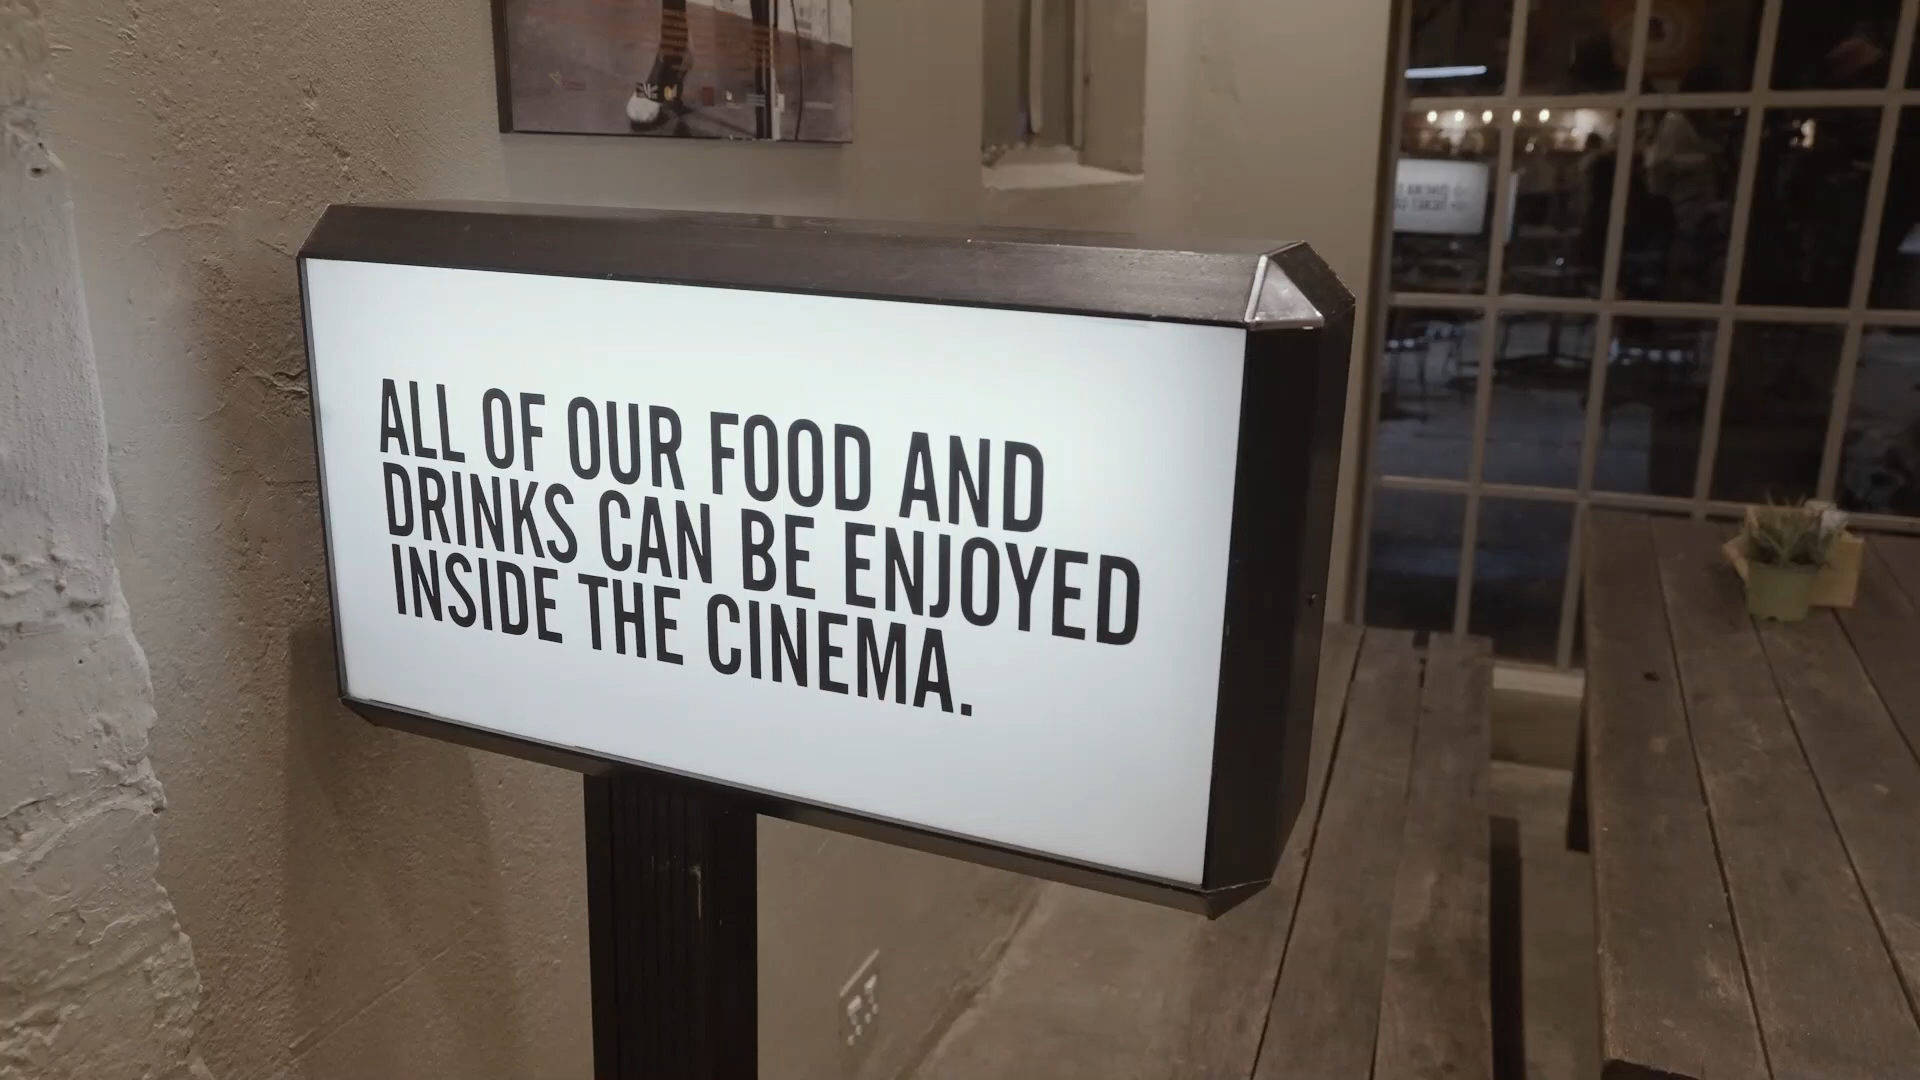 ALL OF OUR FOOD AND
DRINKS CAN BE ENJOYED
INSIDE THE CINEMA.